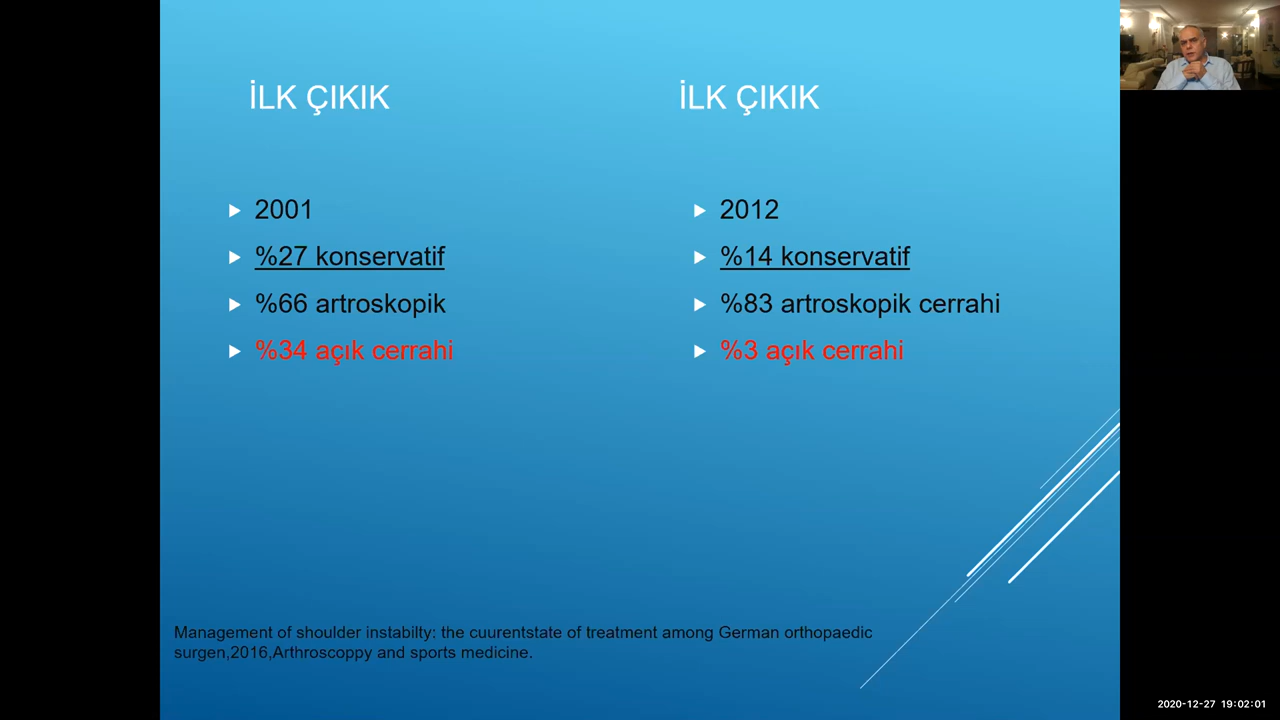 İLK ÇIKIK
2001
%27 konservatif
%66 artroskopik
%34 açık cerrahi
İLK ÇIKIK
2012
%14 konservatif
%83 artroskopik cerrahi
%3 açık cerrahi
Management of shoulder instabilty: the cuurentstate of treatment among German orthopaedic
surgen,2016,Arthroscoppy and sports medicine.
2020-12-27 19:02:01